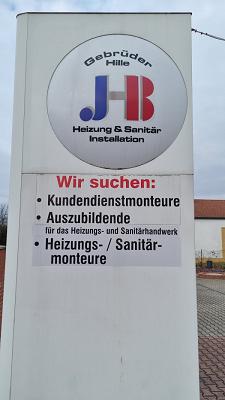 Gebrüder
Hille
JHB
Heizung & Sanitär
Installation
Wir suchen:
• Kundendienstmonteure
• Auszubildende
für das Heizungs- und Sanitärhandwerk
• Heizungs- / Sanitär-
monteure